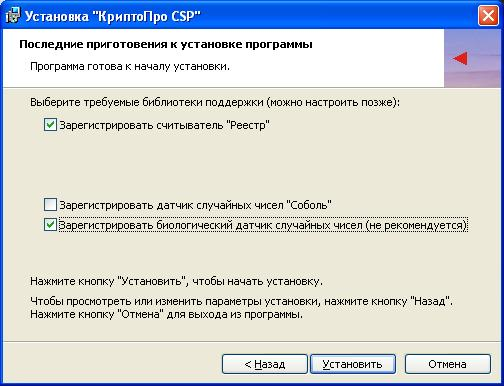 Установка "КриптоПро CSP"
Последние приготовления к установке программы
Программа готова к началу установки.
Выберите требуемые библиотеки поддержки (можно настроить позже):
Зарегистрировать считыватель "Реестр"
Зарегистрировать датчик случайных чисел "Соболь"
Зарегистрировать биологический датчик случайных чисел (не рекомендуется)
Нажмите кнопку "Установить", чтобы начать установку.
Чтобы просмотреть или изменить параметры установки, нажмите кнопку "Назад".
Нажмите кнопку "Отмена" для выхода из программы.
< Назад Установить Отмена